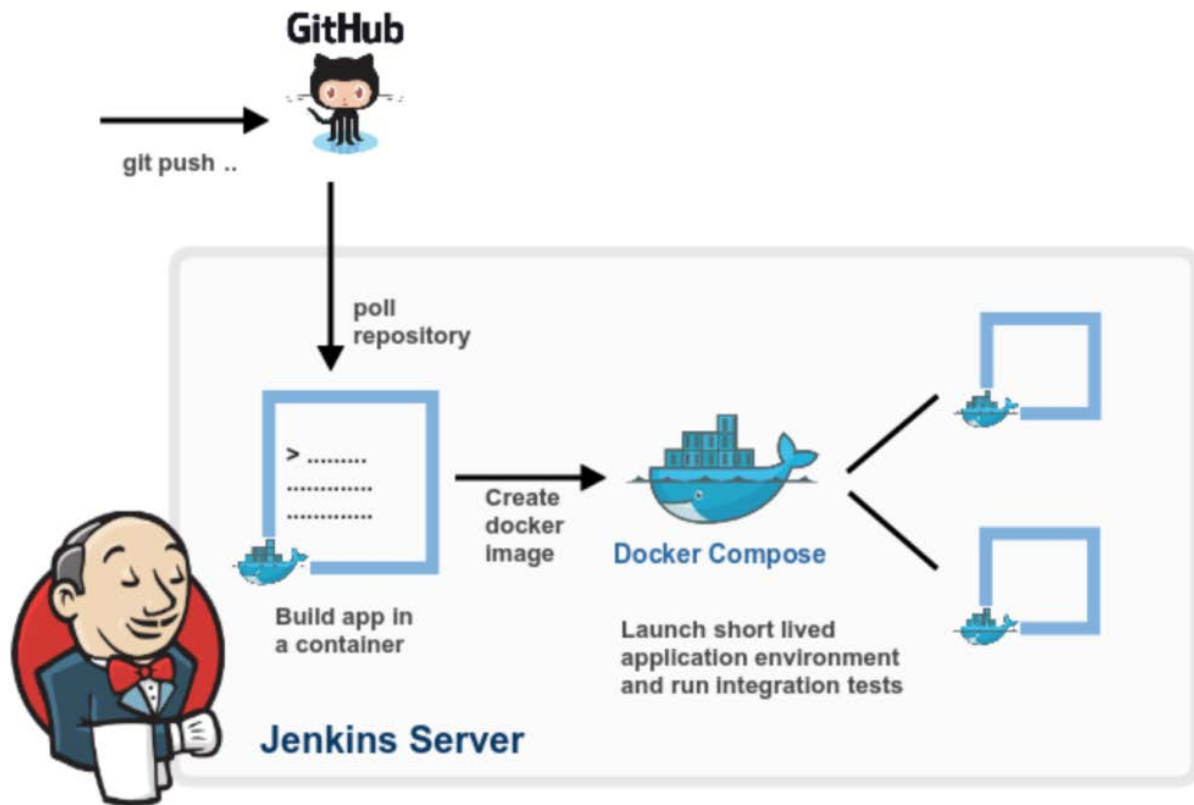 GitHub
git push ..
poll
repository
> .........
.............
.............
Create
docker
image
Docker Compose
Build app in
a container
Launch short lived
application environment
and run integration tests
Jenkins Server